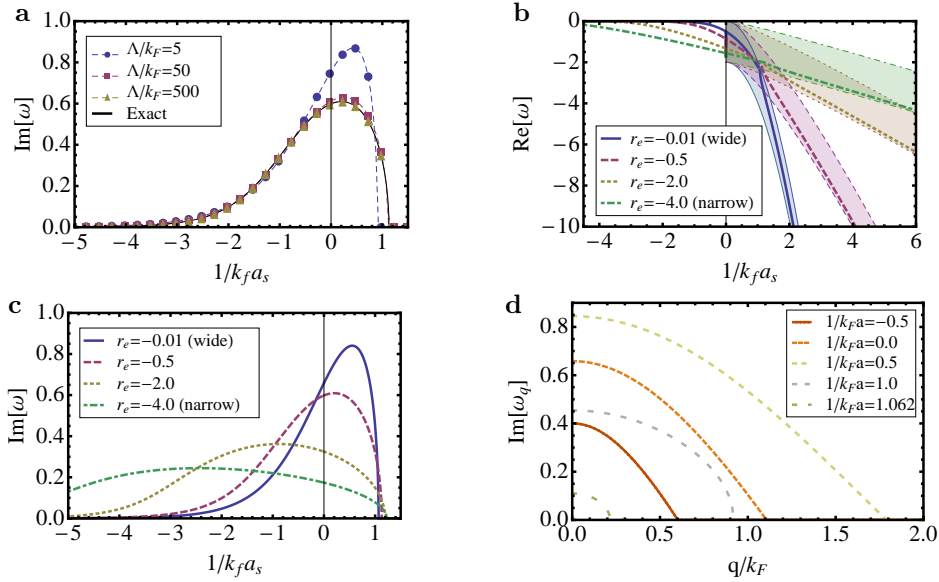 a
Im[ω]
1.0
0.8
0.6
0.4
0.2
0.0
Λ/k_F=5
Λ/k_F=50
Λ/k_F=500
Exact
−5 −4 −3 −2 −1 0 1
1/k_f a_s
b
Re[ω]
0
−2
−4
−6
−8
−10
r_e=−0.01 (wide)
r_e=−0.5
r_e=−2.0
r_e=−4.0 (narrow)
−4 −2 0 2 4 6
1/k_f a_s
c
Im[ω]
1.0
0.8
0.6
0.4
0.2
0.0
r_e=−0.01 (wide)
r_e=−0.5
r_e=−2.0
r_e=−4.0 (narrow)
−5 −4 −3 −2 −1 0 1
1/k_f a_s
d
Im[ω_q]
0.8
0.6
0.4
0.2
0.0
1/k_F a=−0.5
1/k_F a=0.0
1/k_F a=0.5
1/k_F a=1.0
1/k_F a=1.062
0.0 0.5 1.0 1.5 2.0
q/k_F